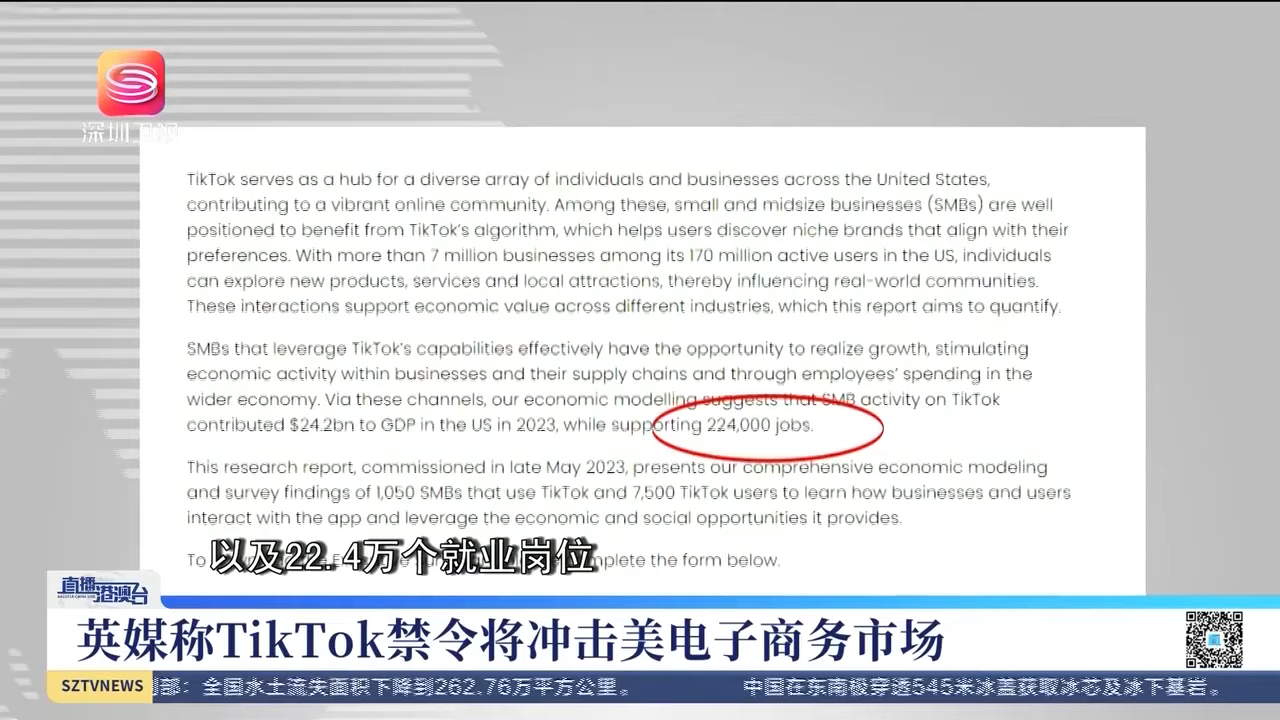 深圳卫视
TikTok serves as a hub for a diverse array of individuals and businesses across the United States,
contributing to a vibrant online community. Among these, small and midsize businesses (SMBs) are well
positioned to benefit from TikTok's algorithm, which helps users discover niche brands that align with their
preferences. With more than 7 million businesses among its 170 million active users in the US, individuals
can explore new products, services and local attractions, thereby influencing real-world communities.
These interactions support economic value across different industries, which this report aims to quantify.
SMBs that leverage TikTok's capabilities effectively have the opportunity to realize growth, stimulating
economic activity within businesses and their supply chains and through employees' spending in the
wider economy. Via these channels, our economic modelling suggests that SMB activity on TikTok
contributed $24.2bn to GDP in the US in 2023, while supporting 224,000 jobs.
This research report, commissioned in late May 2023, presents our comprehensive economic modeling
and survey findings of 1,050 SMBs that use TikTok and 7,500 TikTok users to learn how businesses and users
interact with the app and leverage the economic and social opportunities it provides.
To the form below.
以及22.4万个就业岗位
直播港澳台
英媒称TikTok禁令将冲击美电子商务市场
SZTVNEWS
部：全国水土流失面积下降到262.76万平方公里。 中国在东南极穿透545米冰盖获取冰芯及冰下基岩。